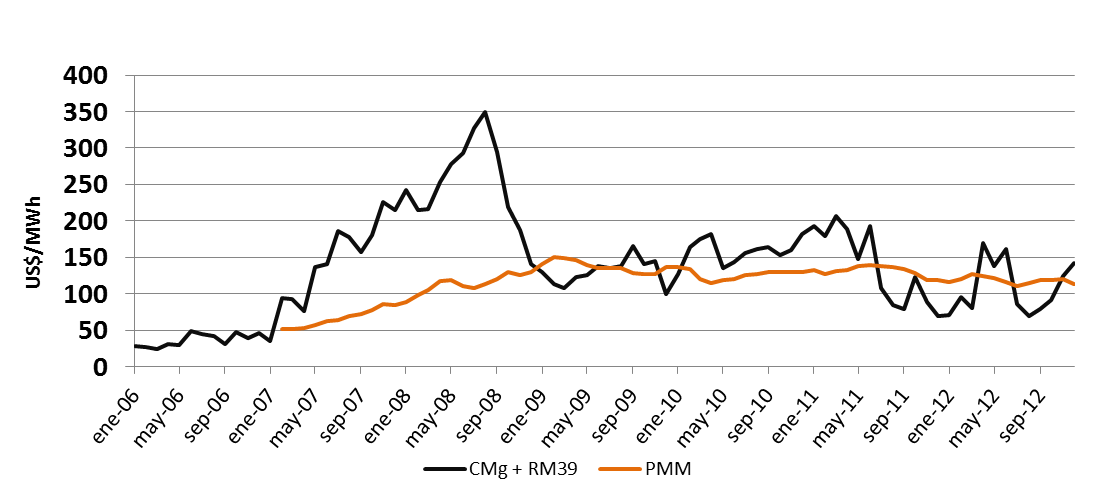 400
350
300
250
200
150
100
50
0
US$/MWh
ene-06
may-06
sep-06
ene-07
may-07
sep-07
ene-08
may-08
sep-08
ene-09
may-09
sep-09
ene-10
may-10
sep-10
ene-11
may-11
sep-11
ene-12
may-12
sep-12
CMg + RM39 PMM